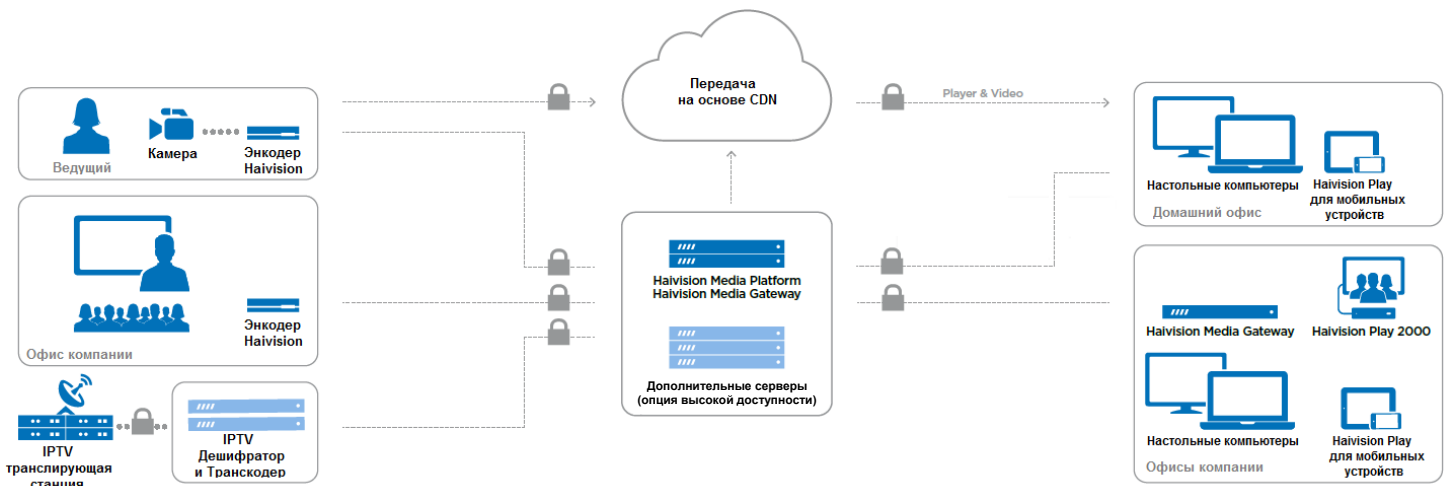 Передача
на основе CDN
Player & Video
Камера
Энкодер
Haivision
Ведущий
Энкодер
Haivision
Офис компании
IPTV
транслирующая
станция
IPTV
Дешифратор
и Транскодер
Haivision Media Platform
Haivision Media Gateway
Дополнительные серверы
(опция высокой доступности)
Настольные компьютеры
Haivision Play
для мобильных
устройств
Домашний офис
Haivision Media Gateway
Haivision Play 2000
Настольные компьютеры
Haivision Play
для мобильных
устройств
Офисы компании